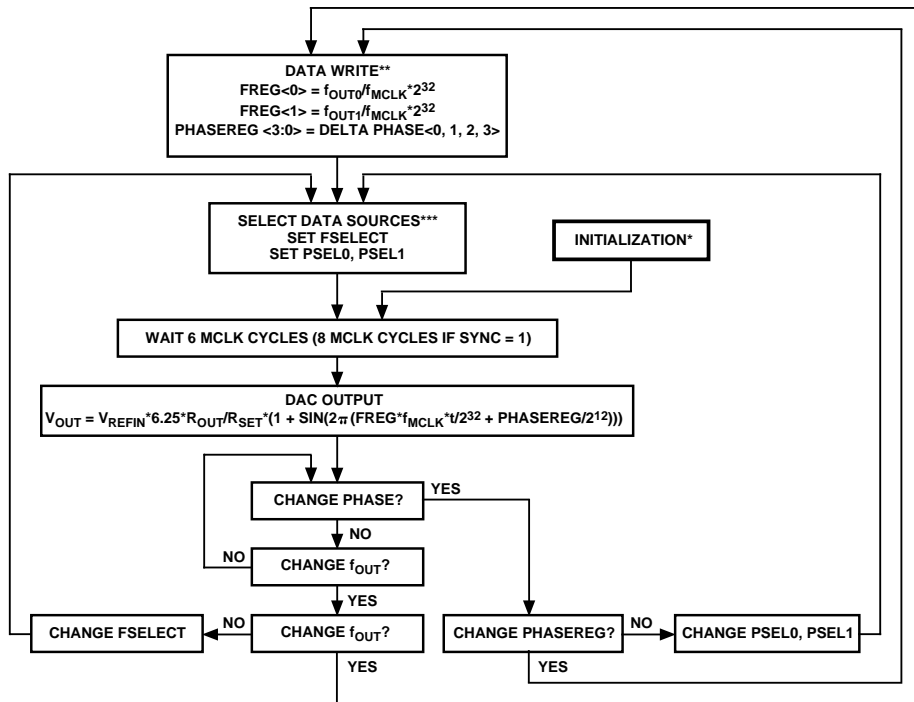 DATA WRITE**
FREG<0> = fOUT0/fMCLK*2^32
FREG<1> = fOUT1/fMCLK*2^32
PHASEREG <3:0> = DELTA PHASE<0, 1, 2, 3>
SELECT DATA SOURCES***
SET FSELECT
SET PSEL0, PSEL1
INITIALIZATION*
WAIT 6 MCLK CYCLES (8 MCLK CYCLES IF SYNC = 1)
DAC OUTPUT
VOUT = VREFIN*6.25*ROUT/RSET*(1 + SIN(2π(FREG*fMCLK*t/2^32 + PHASEREG/2^12)))
CHANGE PHASE?
YES
NO
NO
CHANGE fOUT?
YES
CHANGE FSELECT
NO
CHANGE fOUT?
CHANGE PHASEREG?
NO
CHANGE PSEL0, PSEL1
YES
YES